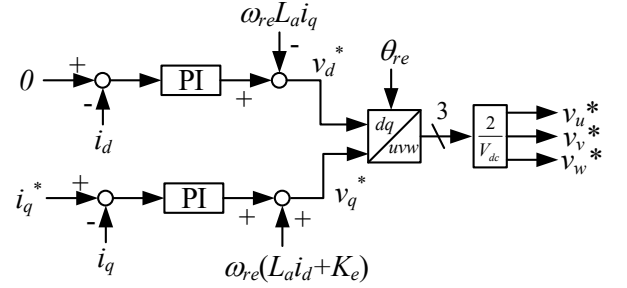 ω_re L_a i_q
-
v_d*
θ_re
0
+
-
PI
+
i_d
dq
uvw
3
2
V_dc
v_u*
v_v*
v_w*
i_q*
+
-
PI
+
+
v_q*
i_q
ω_re(L_a i_d+K_e)